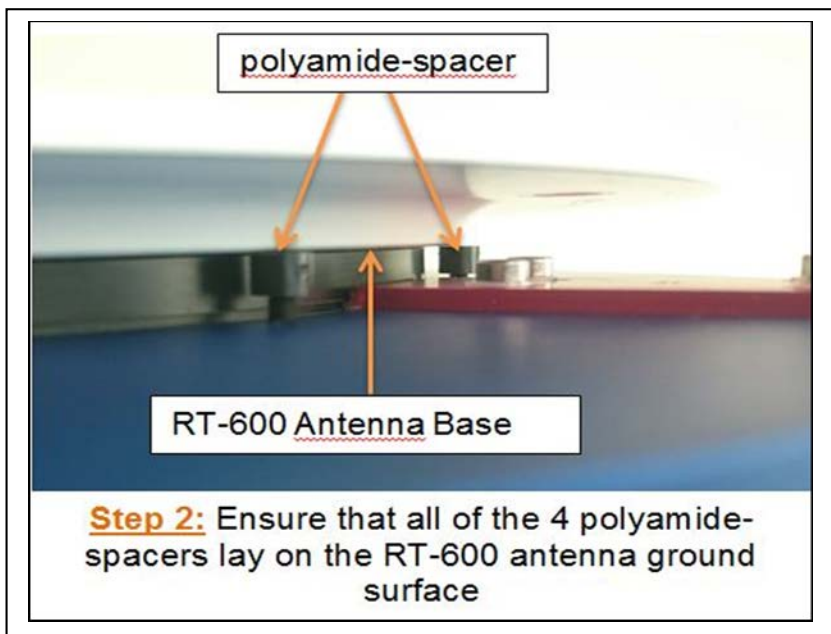 polyamide-spacer
RT-600 Antenna Base
Step 2: Ensure that all of the 4 polyamide-
spacers lay on the RT-600 antenna ground
surface